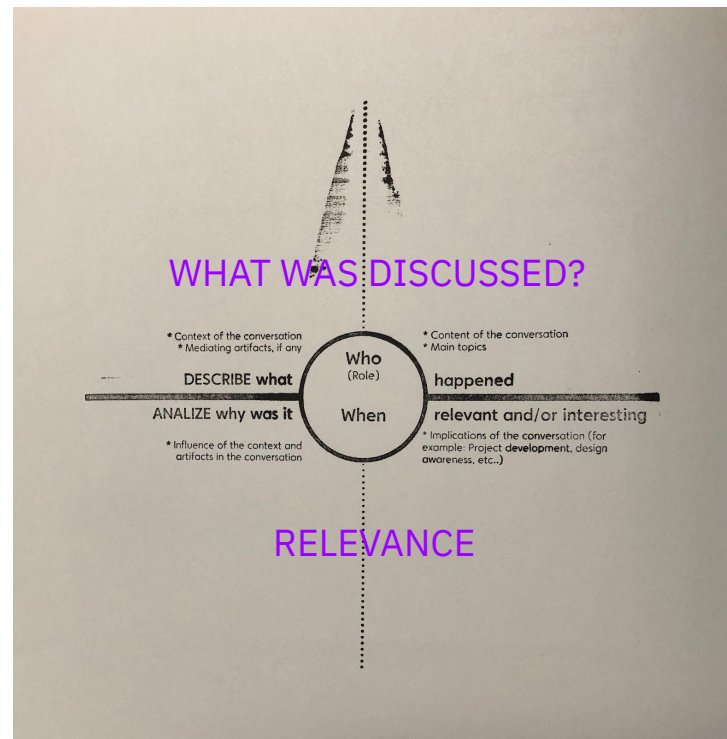 WHAT WAS DISCUSSED?
* Context of the conversation
* Mediating artifacts, if any
* Content of the conversation
* Main topics
Who
(Role)
DESCRIBE what
happened
ANALIZE why was it
When
relevant and/or interesting
* Influence of the context and
artifacts in the conversation
* Implications of the conversation (for
example: Project development, design
awareness, etc..)
RELEVANCE